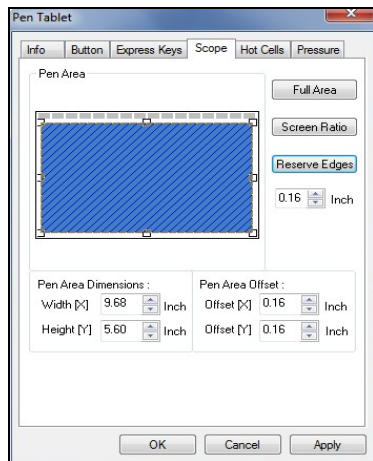 Pen Tablet
Info Button Express Keys Scope Hot Cells Pressure
Pen Area
Full Area
Screen Ratio
Reserve Edges
0.16 Inch
Pen Area Dimensions :
Width [X] 9.68 Inch
Height [Y] 5.60 Inch
Pen Area Offset :
Offset [X] 0.16 Inch
Offset [Y] 0.16 Inch
OK Cancel Apply